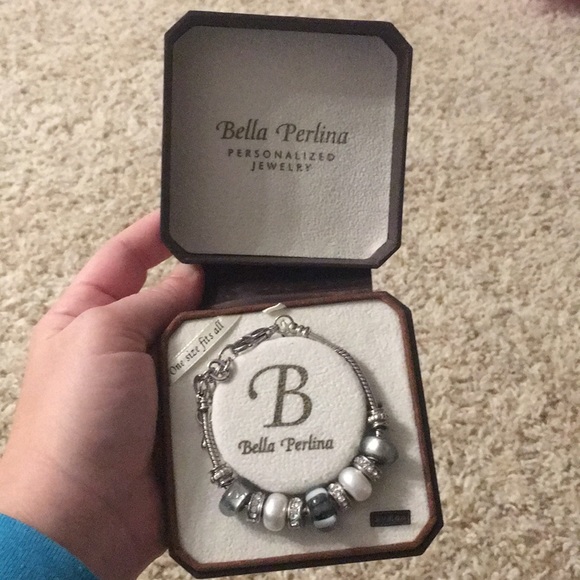 Bella Perlina
PERSONALIZED
JEWELRY
One size fits all
B
Bella Perlina